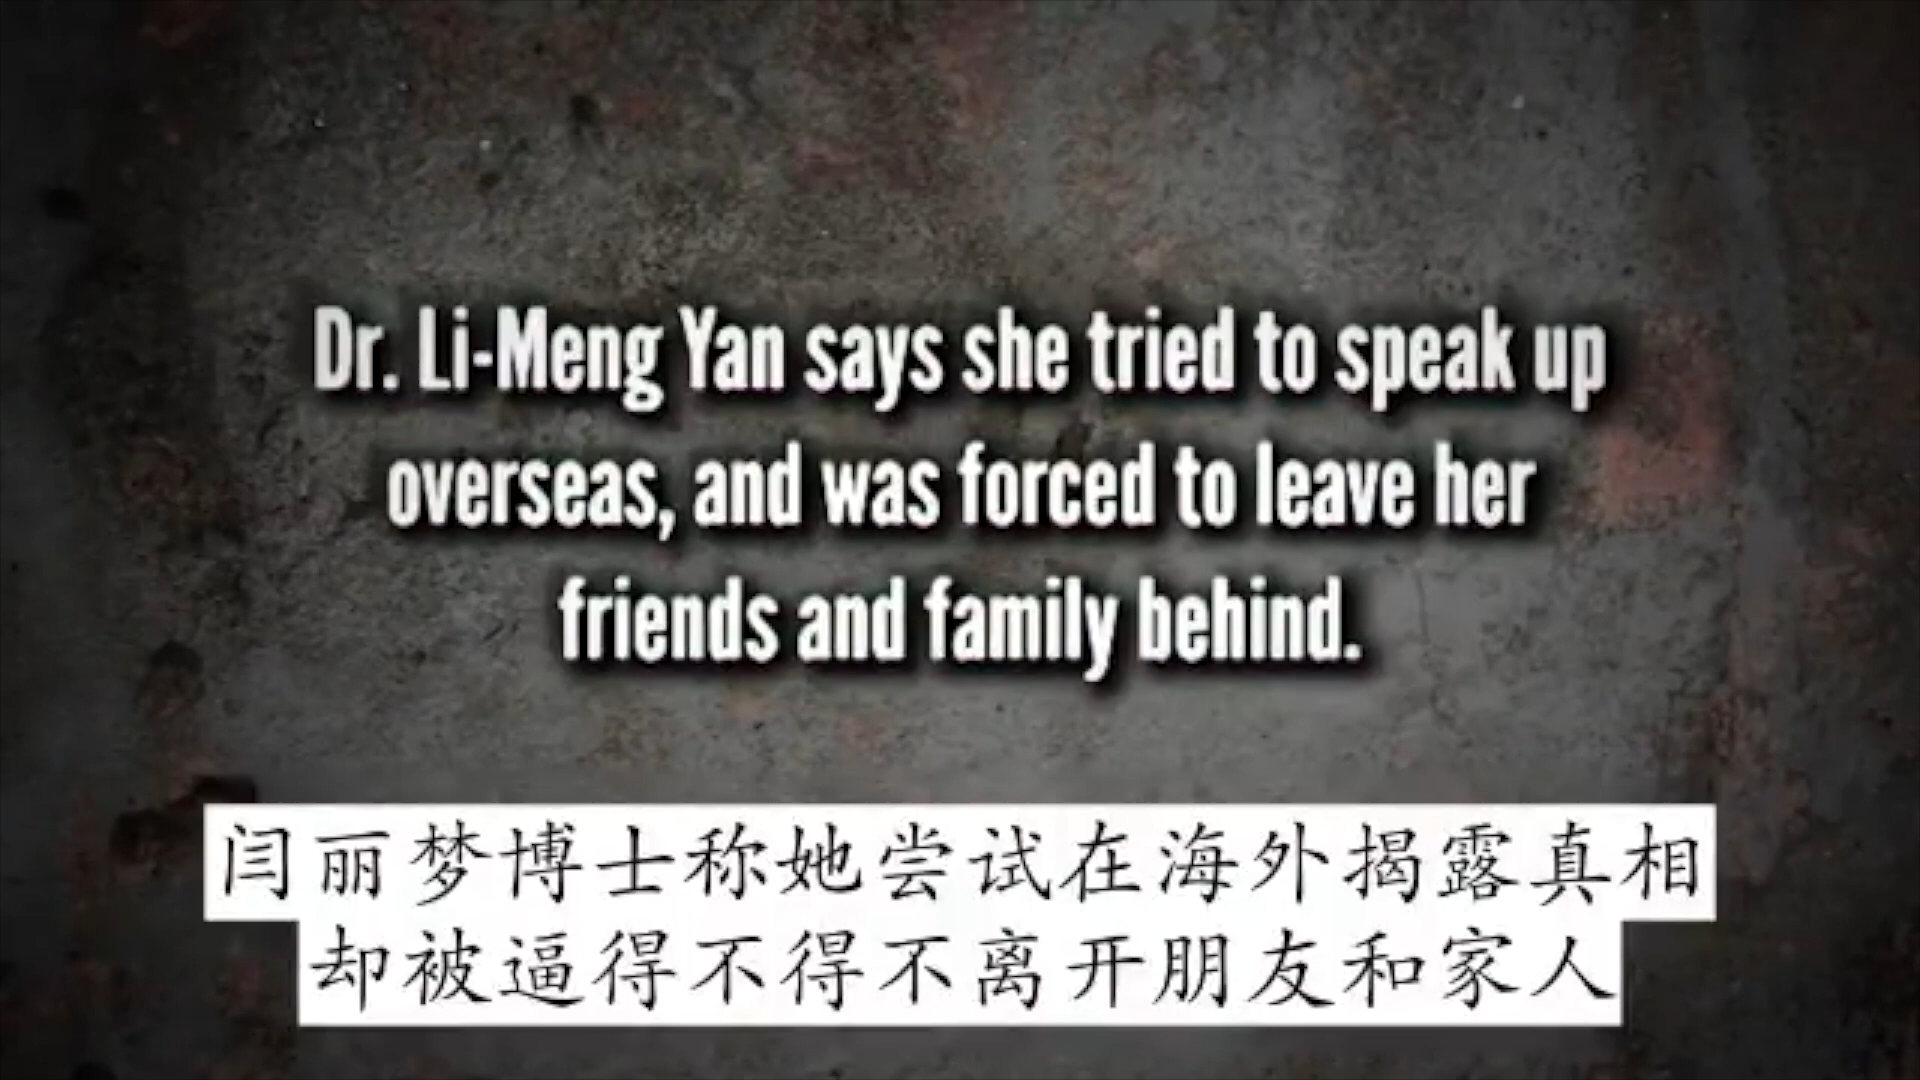 Dr. Li-Meng Yan says she tried to speak up
overseas, and was forced to leave her
friends and family behind.
闫丽梦博士称她尝试在海外揭露真相
却被逼得不得不离开朋友和家人